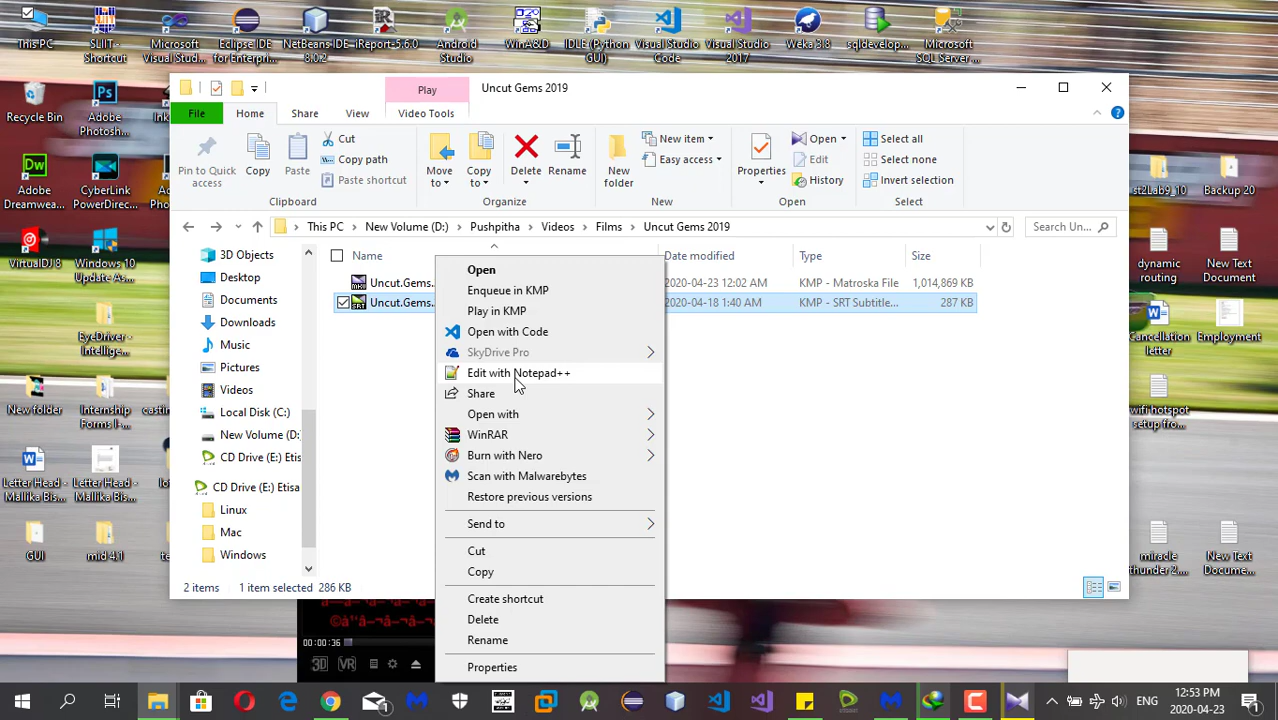 This PC
SLIIT -
Shortcut
Microsoft
Visual Stud...
Eclipse IDE
for Enterpri...
NetBeans IDE
8.0.2
iReport-5.6.0
Android
Studio
WinA&D
IDLE (Python
GUI)
Visual Studio
Code
Visual Studio
2017
Weka 3.8
sqldevelop...
Microsoft
SQL Server ...
Play
Uncut Gems 2019
File
Home
Share
View
Video Tools
Pin to Quick
access
Copy
Paste
Cut
Copy path
Paste shortcut
Clipboard
Move
to
Copy
to
Delete
Rename
Organize
New
folder
New item
Easy access
New
Properties
Open
Edit
History
Open
Select all
Select none
Invert selection
Select
This PC
New Volume (D:)
Pushpitha
Videos
Films
Uncut Gems 2019
Search Un...
3D Objects
Desktop
Documents
Downloads
Music
Pictures
Videos
Local Disk (C:)
New Volume (D:
CD Drive (E:) Etis
CD Drive (E:) Etisa
Linux
Mac
Windows
Name
Date modified
Type
Size
Uncut.Gems.
2020-04-23 12:02 AM
KMP - Matroska File
1,014,869 KB
Uncut.Gems.
2020-04-18 1:40 AM
KMP - SRT Subtitle...
287 KB
Open
Enqueue in KMP
Play in KMP
Open with Code
SkyDrive Pro
Edit with Notepad++
Share
Open with
WinRAR
Burn with Nero
Scan with Malwarebytes
Restore previous versions
Send to
Cut
Copy
Create shortcut
Delete
Rename
Properties
2 items
1 item selected
286 KB
Recycle Bin
Adobe
Photosh...
Ps
Dw
Adobe
Dreamwea...
CyberLink
PowerDirec...
VirtualDJ 8
Windows 10
Update As...
EyeDriver -
Intellige...
New folder
Internship
Forms I-...
Letter Head -
Mallika Bis...
Letter Head -
Mallika Bis...
GUI
mid 4.1
st2Lab9_10
Backup 20
dynamic
routing
New Text
Document
Cancellation
letter
EmployeeI...
wifi hotspot
setup fro...
miracle
thunder 2....
New Text
Docume...
00:00:36
3D
VR
ENG
12:53 PM
2020-04-23